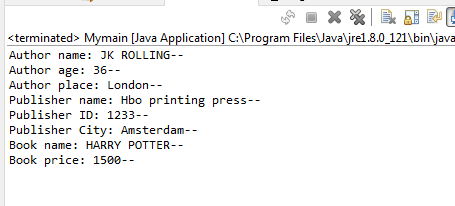 <terminated> Mymain [Java Application] C:\Program Files\Java\jre1.8.0_121\bin\java
Author name: JK ROLLING--
Author age: 36--
Author place: London--
Publisher name: Hbo printing press--
Publisher ID: 1233--
Publisher City: Amsterdam--
Book name: HARRY POTTER--
Book price: 1500--